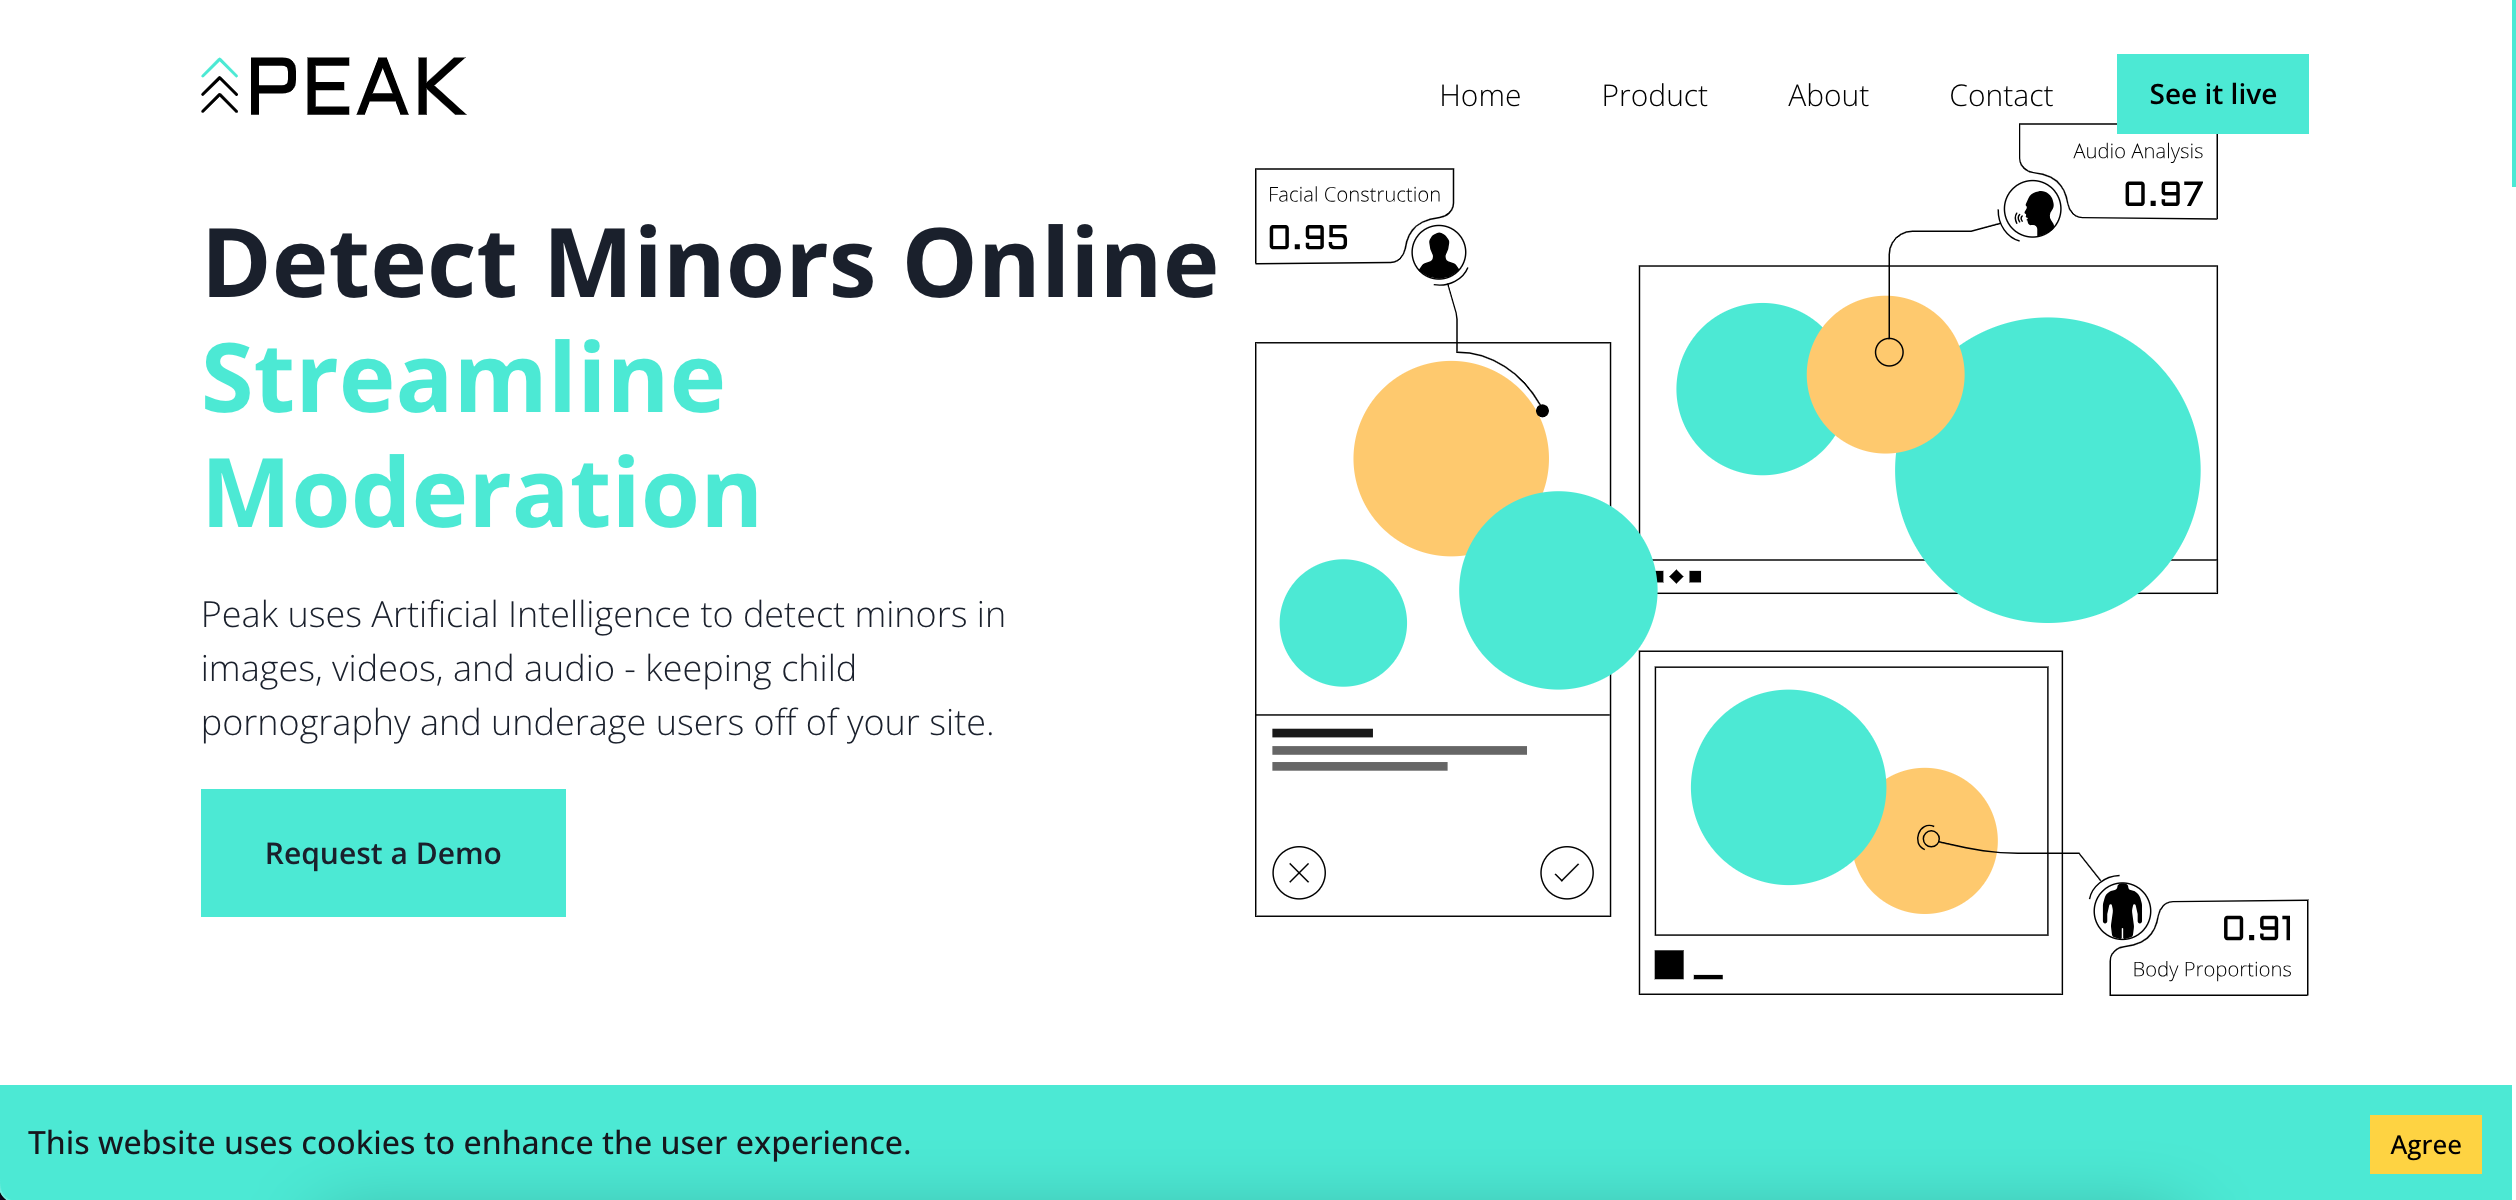 PEAK
Home
Product
About
Contact
See it live
Detect Minors Online
Streamline
Moderation
Peak uses Artificial Intelligence to detect minors in
images, videos, and audio - keeping child
pornography and underage users off of your site.
Request a Demo
Facial Construction
0.95
Audio Analysis
0.97
0.91
Body Proportions
This website uses cookies to enhance the user experience.
Agree